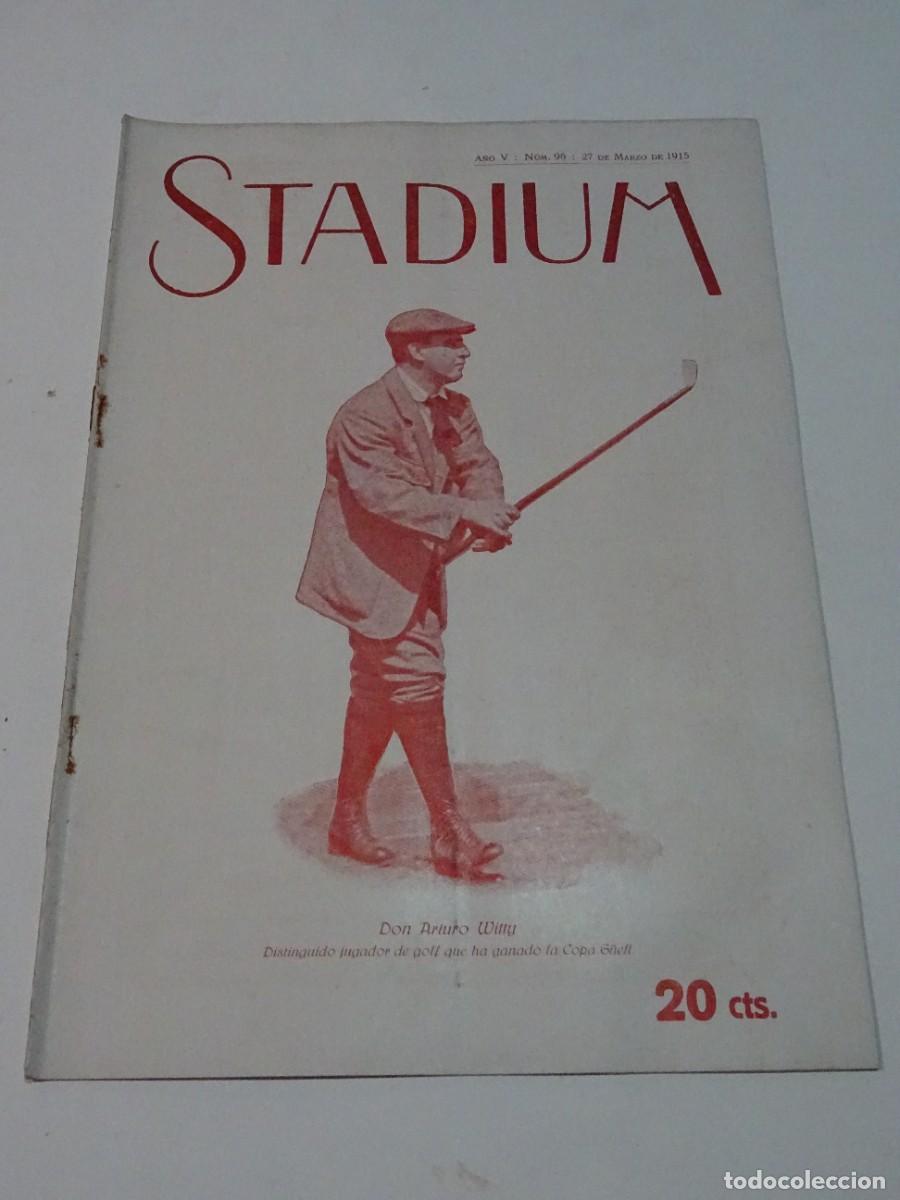 Año V : Núm. 96 : 27 de Marzo de 1915
STADIUM
Don Arturo Witty
Distinguido jugador de golf que ha ganado la Copa Güell
20 cts.
todocoleccion